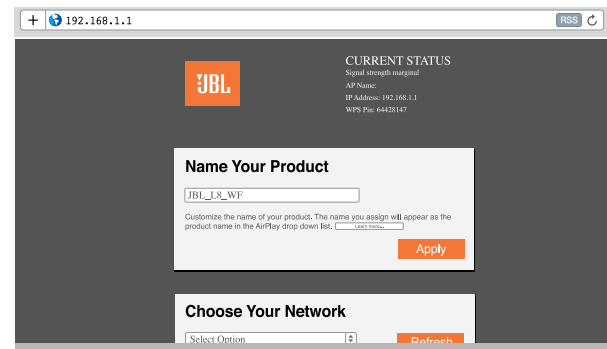 + 192.168.1.1 RSS
JBL
CURRENT STATUS
Signal strength marginal
AP Name:
IP Address: 192.168.1.1
WPS Pin: 64428147
Name Your Product
JBL_L8_WF
Customize the name of your product. The name you assign will appear as the
product name in the AirPlay drop down list. Learn more...
Apply
Choose Your Network
Select Option
Refresh